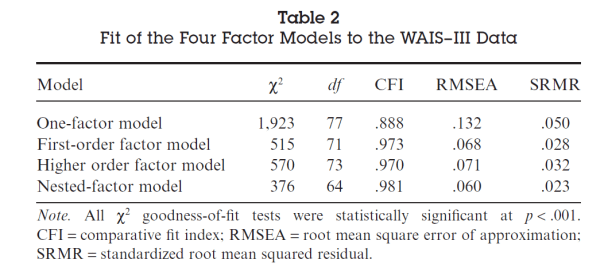 Table 2
Fit of the Four Factor Models to the WAIS–III Data
Model χ² df CFI RMSEA SRMR
One-factor model 1,923 77 .888 .132 .050
First-order factor model 515 71 .973 .068 .028
Higher order factor model 570 73 .970 .071 .032
Nested-factor model 376 64 .981 .060 .023
Note. All χ² goodness-of-fit tests were statistically significant at p < .001.
CFI = comparative fit index; RMSEA = root mean square error of approximation;
SRMR = standardized root mean squared residual.